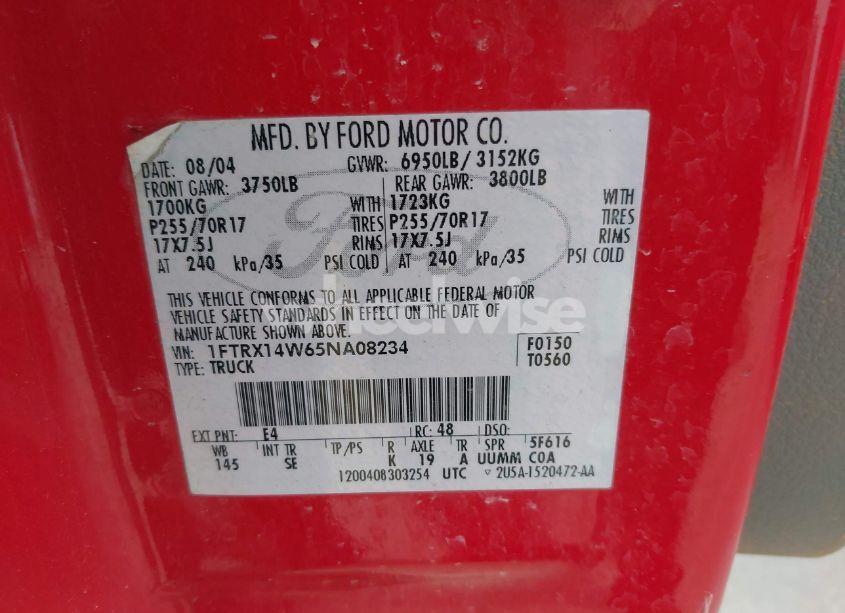 MFD. BY FORD MOTOR CO.
DATE: 08/04 GVWR: 6950LB/ 3152KG
FRONT GAWR: 3750LB REAR GAWR: 3800LB
1700KG WITH 1723KG WITH
P255/70R17 TIRES P255/70R17 TIRES
17X7.5J RIMS 17X7.5J RIMS
AT 240 kPa/35 PSI COLD AT 240 kPa/35 PSI COLD
Ford
THIS VEHICLE CONFORMS TO ALL APPLICABLE FEDERAL MOTOR
VEHICLE SAFETY STANDARDS IN EFFECT ON THE DATE OF
MANUFACTURE SHOWN ABOVE.
VIN: 1FTRX14W65NA08234 F0150
TYPE: TRUCK T0560
EXT PNT: E4 RC: 48 DSO:
WB INT TR TP/PS R AXLE TR SPR 5F616
145 SE K 19 A UUMM COA
1200408303254 UTC 2U5A-1520472-AA